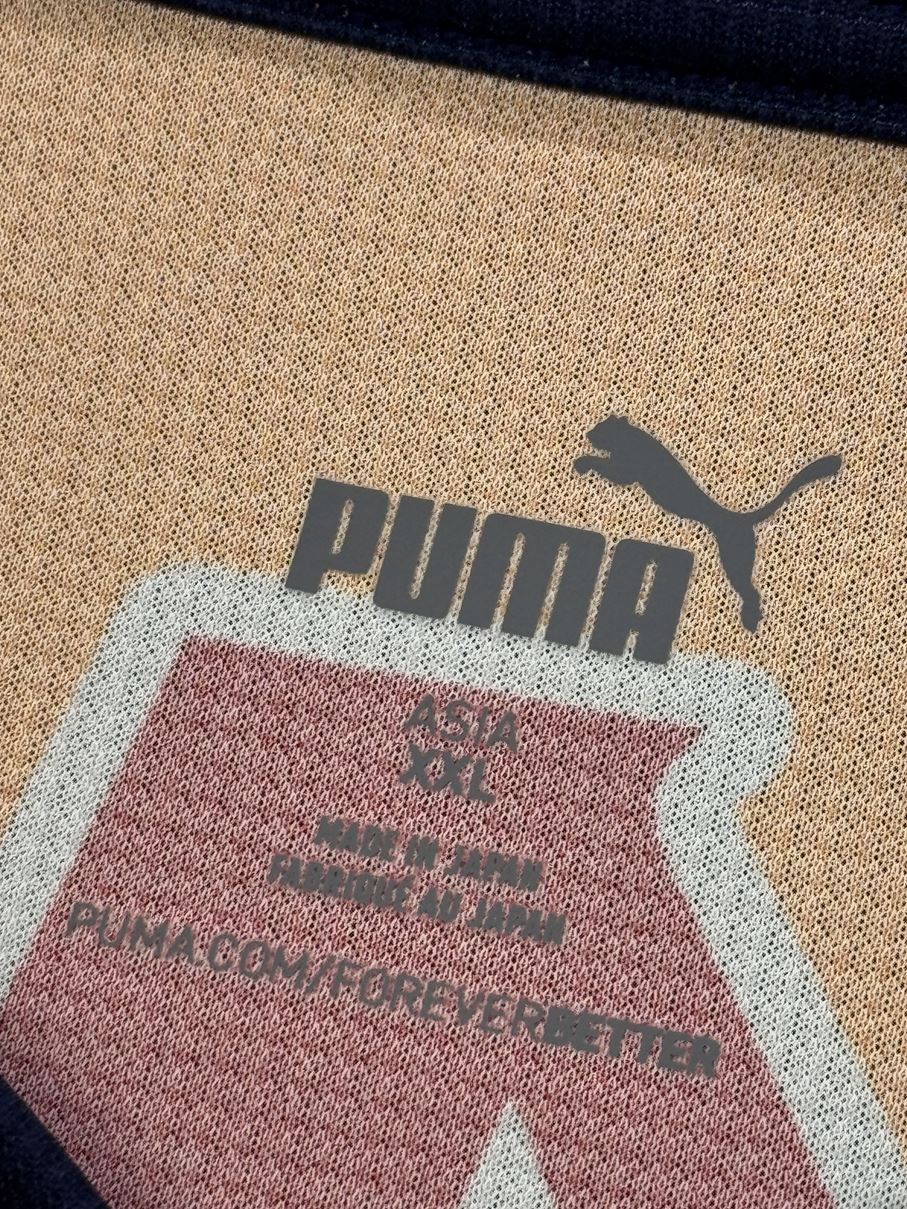 PUMA
ASIA
XXL
MADE IN JAPAN
FABRIQUÉ AU JAPAN
PUMA.COM/FOREVERBETTER